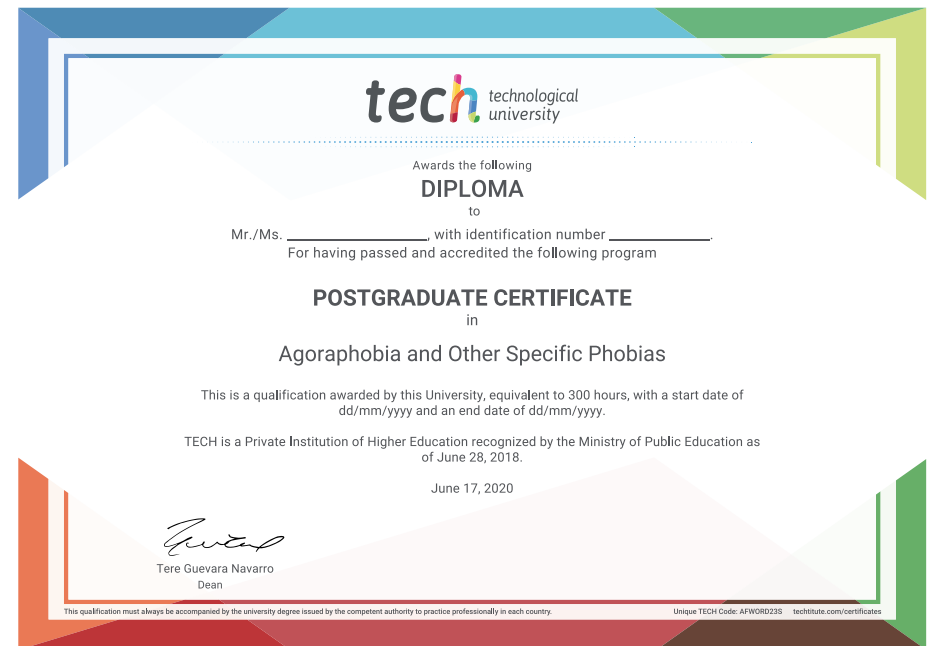 tech technological
university
Awards the following
DIPLOMA
to
Mr./Ms. ____________________, with identification number ______________.
For having passed and accredited the following program
POSTGRADUATE CERTIFICATE
in
Agoraphobia and Other Specific Phobias
This is a qualification awarded by this University, equivalent to 300 hours, with a start date of
dd/mm/yyyy and an end date of dd/mm/yyyy.
TECH is a Private Institution of Higher Education recognized by the Ministry of Public Education as
of June 28, 2018.
June 17, 2020
Tere Guevara Navarro
Dean
This qualification must always be accompanied by the university degree issued by the competent authority to practice professionally in each country. Unique TECH Code: AFWORD23S techtitute.com/certificates